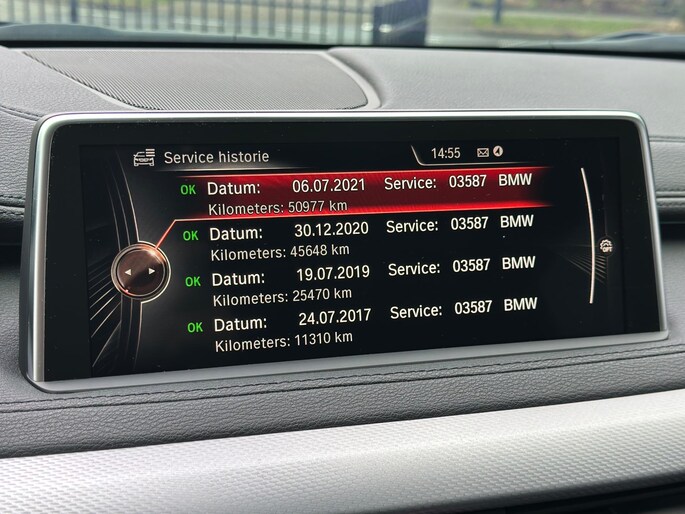 Service historie 14:55
OK Datum: 06.07.2021 Service: 03587 BMW
Kilometers: 50977 km
OK Datum: 30.12.2020 Service: 03587 BMW
Kilometers: 45648 km
OK Datum: 19.07.2019 Service: 03587 BMW
Kilometers: 25470 km
OK Datum: 24.07.2017 Service: 03587 BMW
Kilometers: 11310 km